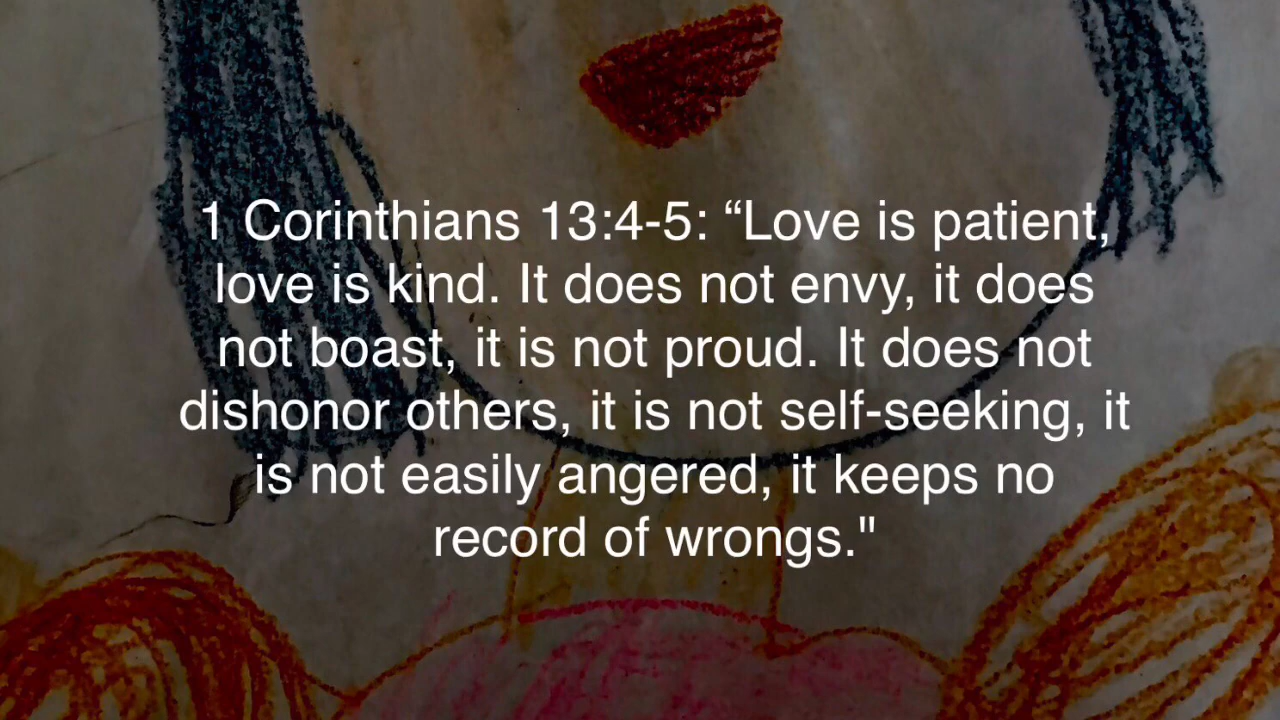 1 Corinthians 13:4-5: “Love is patient,
love is kind. It does not envy, it does
not boast, it is not proud. It does not
dishonor others, it is not self-seeking, it
is not easily angered, it keeps no
record of wrongs."